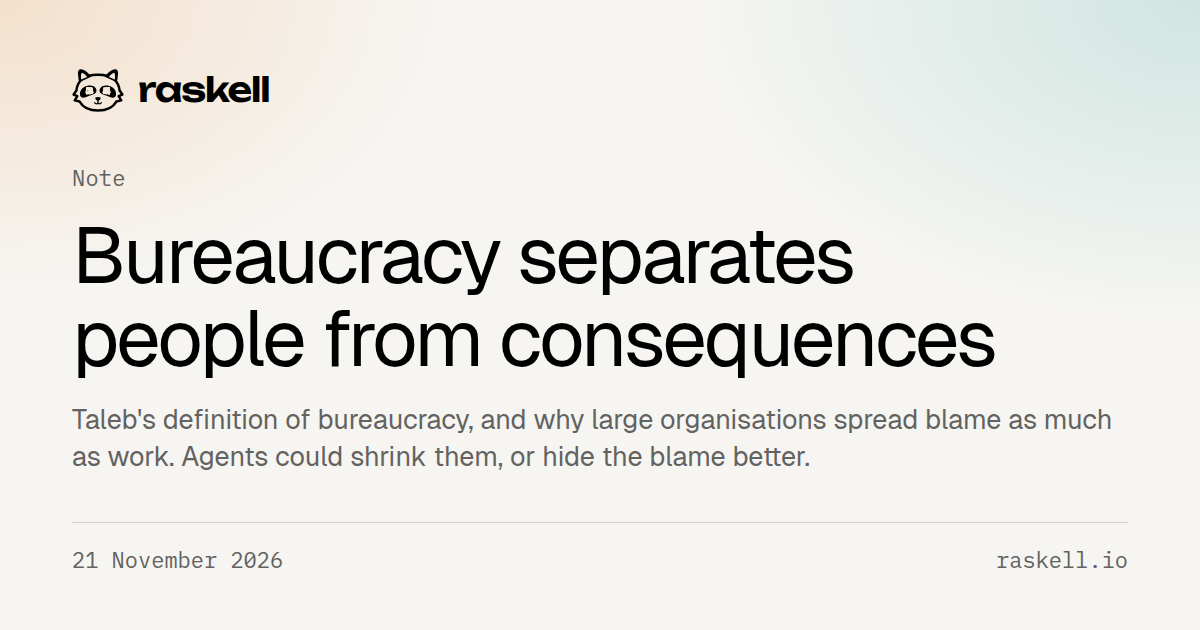 raskell
Note
Bureaucracy separates
people from consequences
Taleb's definition of bureaucracy, and why large organisations spread blame as much
as work. Agents could shrink them, or hide the blame better.
21 November 2026
raskell.io